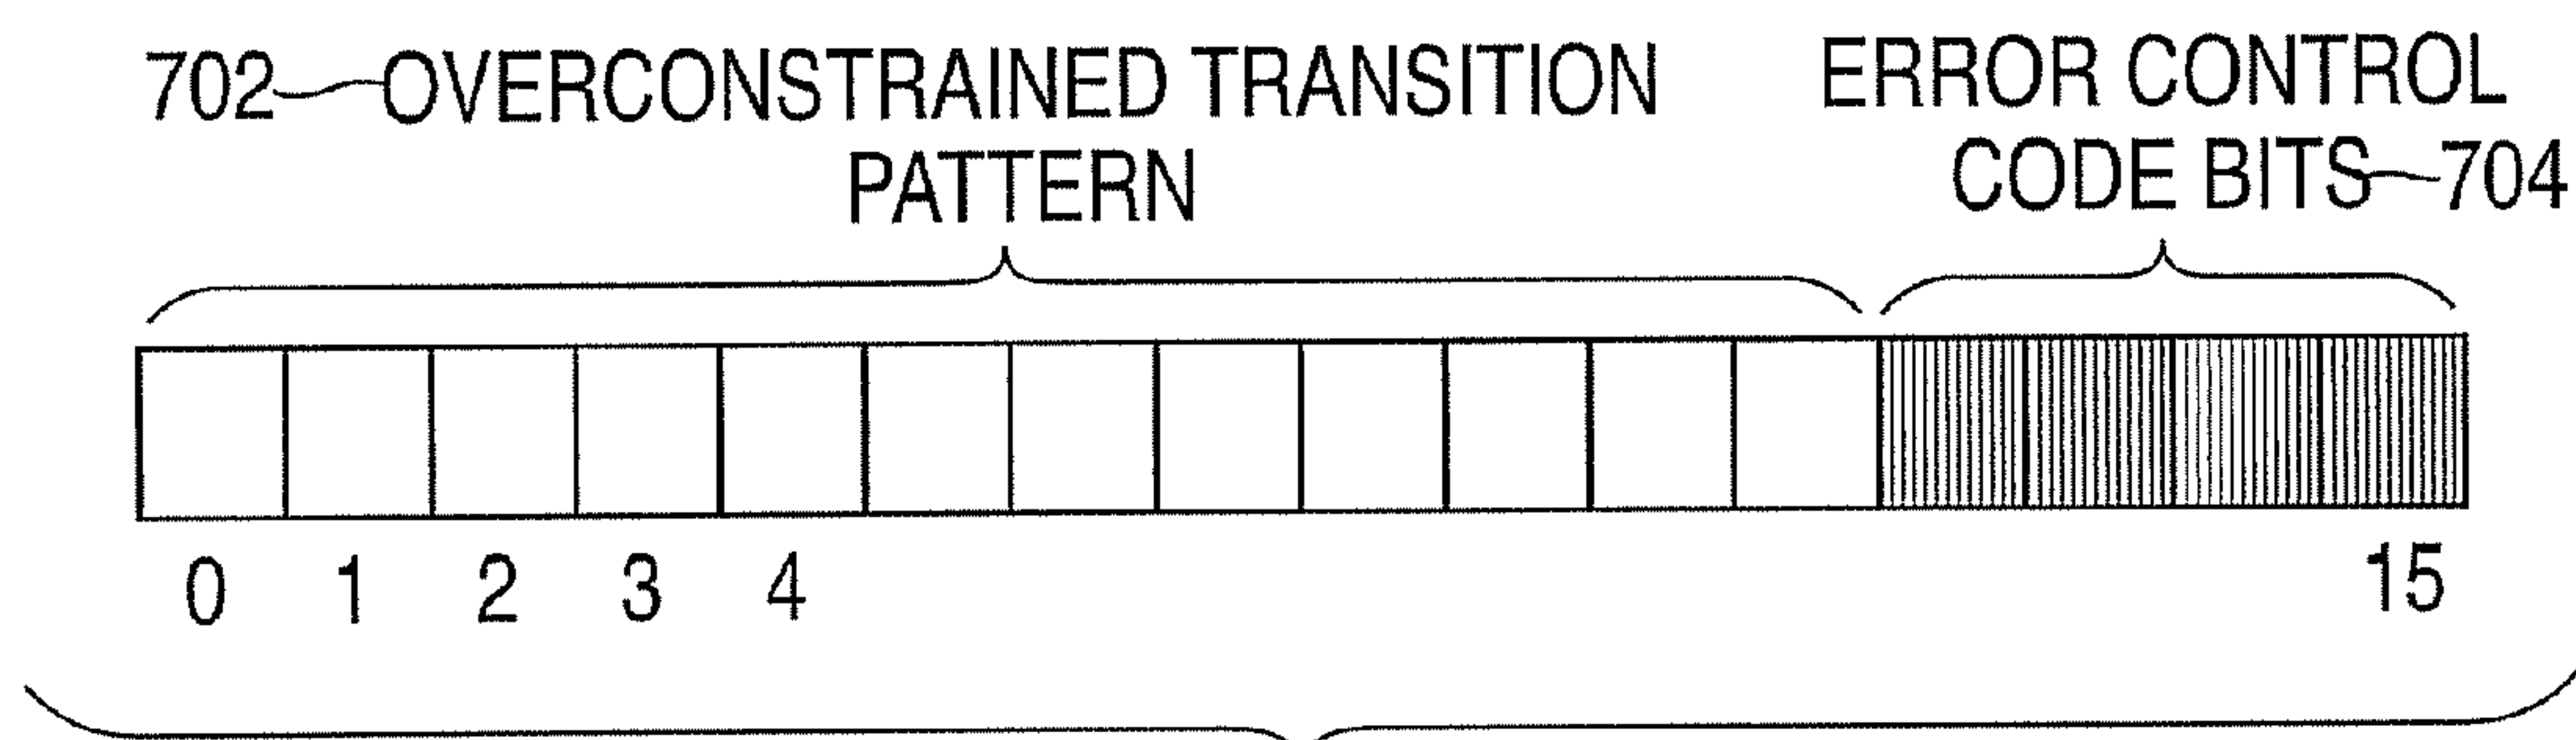 702 OVERCONSTRAINED TRANSITION
PATTERN
ERROR CONTROL
CODE BITS 704
0 1 2 3 4 15